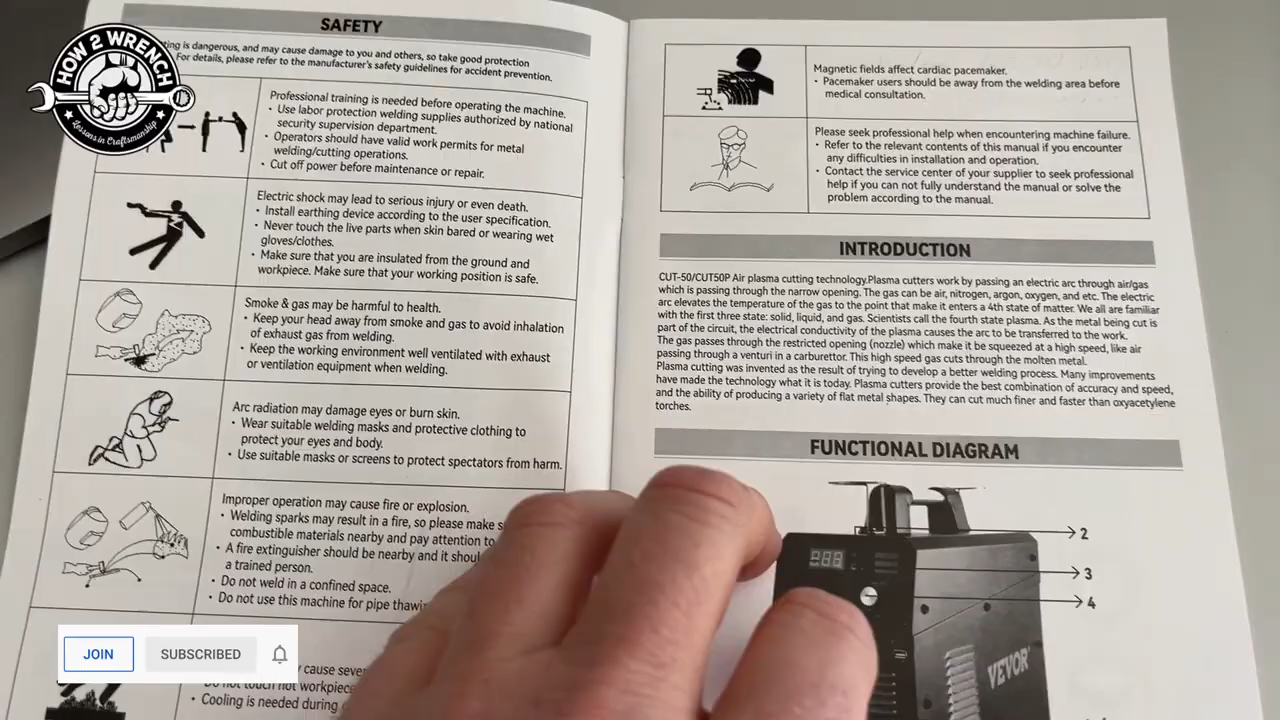 HOW 2 WRENCH
Lessons in Craftsmanship
SAFETY
ing is dangerous, and may cause damage to you and others, so take good protection
For details, please refer to the manufacturer's safety guidelines for accident prevention.
Professional training is needed before operating the machine.
• Use labor protection welding supplies authorized by national
security supervision department.
• Operators should have valid work permits for metal
welding/cutting operations.
• Cut off power before maintenance or repair.
Electric shock may lead to serious injury or even death.
• Install earthing device according to the user specification.
• Never touch the live parts when skin bared or wearing wet
gloves/clothes.
• Make sure that you are insulated from the ground and
workpiece. Make sure that your working position is safe.
Smoke & gas may be harmful to health.
• Keep your head away from smoke and gas to avoid inhalation
of exhaust gas from welding.
• Keep the working environment well ventilated with exhaust
or ventilation equipment when welding.
Arc radiation may damage eyes or burn skin.
• Wear suitable welding masks and protective clothing to
protect your eyes and body.
• Use suitable masks or screens to protect spectators from harm.
Improper operation may cause fire or explosion.
• Welding sparks may result in a fire, so please make s
combustible materials nearby and pay attention to
• A fire extinguisher should be nearby and it shoul
a trained person.
• Do not weld in a confined space.
• Do not use this machine for pipe thawi
y cause seve
Do not touch hot workpiece
• Cooling is needed during
JOIN
SUBSCRIBED
Magnetic fields affect cardiac pacemaker.
• Pacemaker users should be away from the welding area before
medical consultation.
Please seek professional help when encountering machine failure.
• Refer to the relevant contents of this manual if you encounter
any difficulties in installation and operation.
• Contact the service center of your supplier to seek professional
help if you can not fully understand the manual or solve the
problem according to the manual.
INTRODUCTION
CUT-50/CUT50P Air plasma cutting technology.Plasma cutters work by passing an electric arc through air/gas
which is passing through the narrow opening. The gas can be air, nitrogen, argon, oxygen, and etc. The electric
arc elevates the temperature of the gas to the point that make it enters a 4th state of matter. We all are familiar
with the first three state: solid, liquid, and gas. Scientists call the fourth state plasma. As the metal being cut is
part of the circuit, the electrical conductivity of the plasma causes the arc to be transferred to the work.
The gas passes through the restricted opening (nozzle) which make it be squeezed at a high speed, like air
passing through a venturi in a carburettor. This high speed gas cuts through the molten metal.
Plasma cutting was invented as the result of trying to develop a better welding process. Many improvements
have made the technology what it is today. Plasma cutters provide the best combination of accuracy and speed,
and the ability of producing a variety of flat metal shapes. They can cut much finer and faster than oxyacetylene
torches.
FUNCTIONAL DIAGRAM
2
3
4
VEVOR